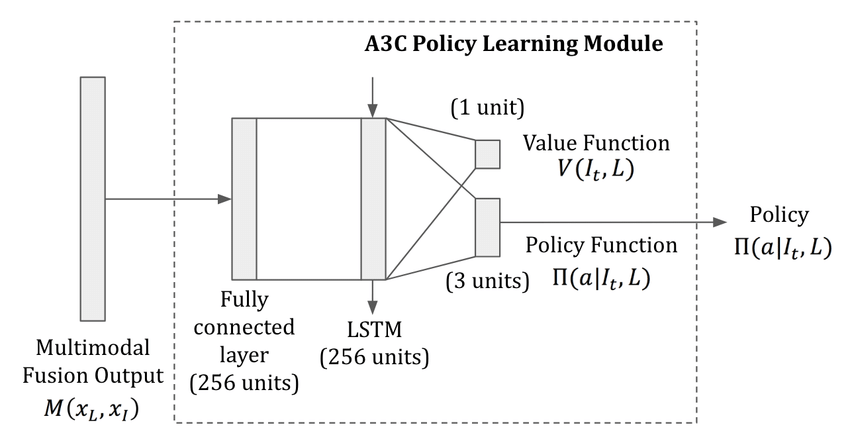 A3C Policy Learning Module
(1 unit)
Value Function
V(I_t, L)
Policy
Π(a|I_t, L)
Policy Function
Π(a|I_t, L)
(3 units)
Fully
connected
layer
(256 units)
LSTM
(256 units)
Multimodal
Fusion Output
M(x_L, x_I)